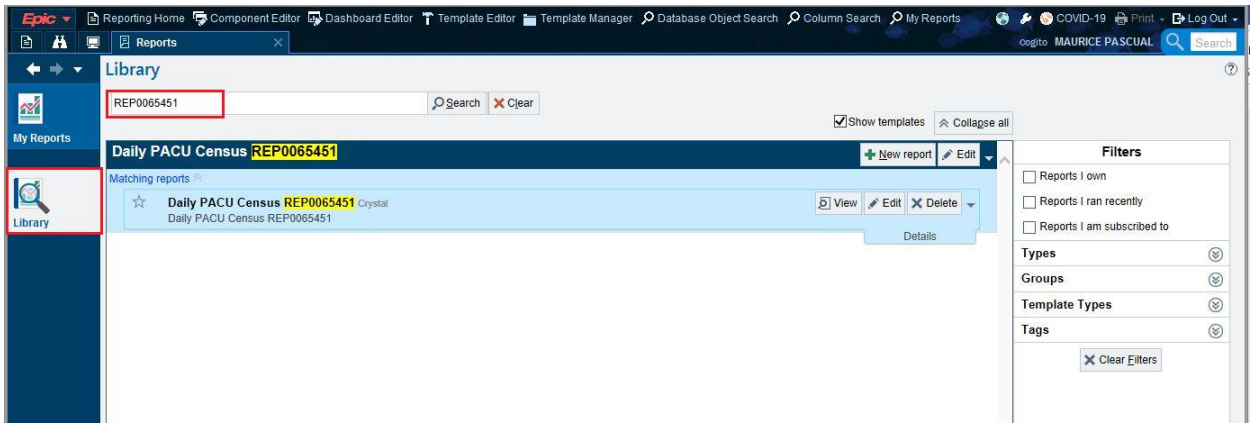 Epic Reporting Home Component Editor Dashboard Editor Template Editor Template Manager Database Object Search Column Search My Reports COVID-19 Print Log Out
Reports cogito MAURICE PASCUAL Search
Library
REP0065451 Search Clear
My Reports
Show templates Collapse all
Daily PACU Census REP0065451 New report Edit
Filters
Matching reports
Reports I own
Daily PACU Census REP0065451 Crystal View Edit Delete
Reports I ran recently
Daily PACU Census REP0065451
Library
Reports I am subscribed to
Details
Types
Groups
Template Types
Tags
Clear Filters